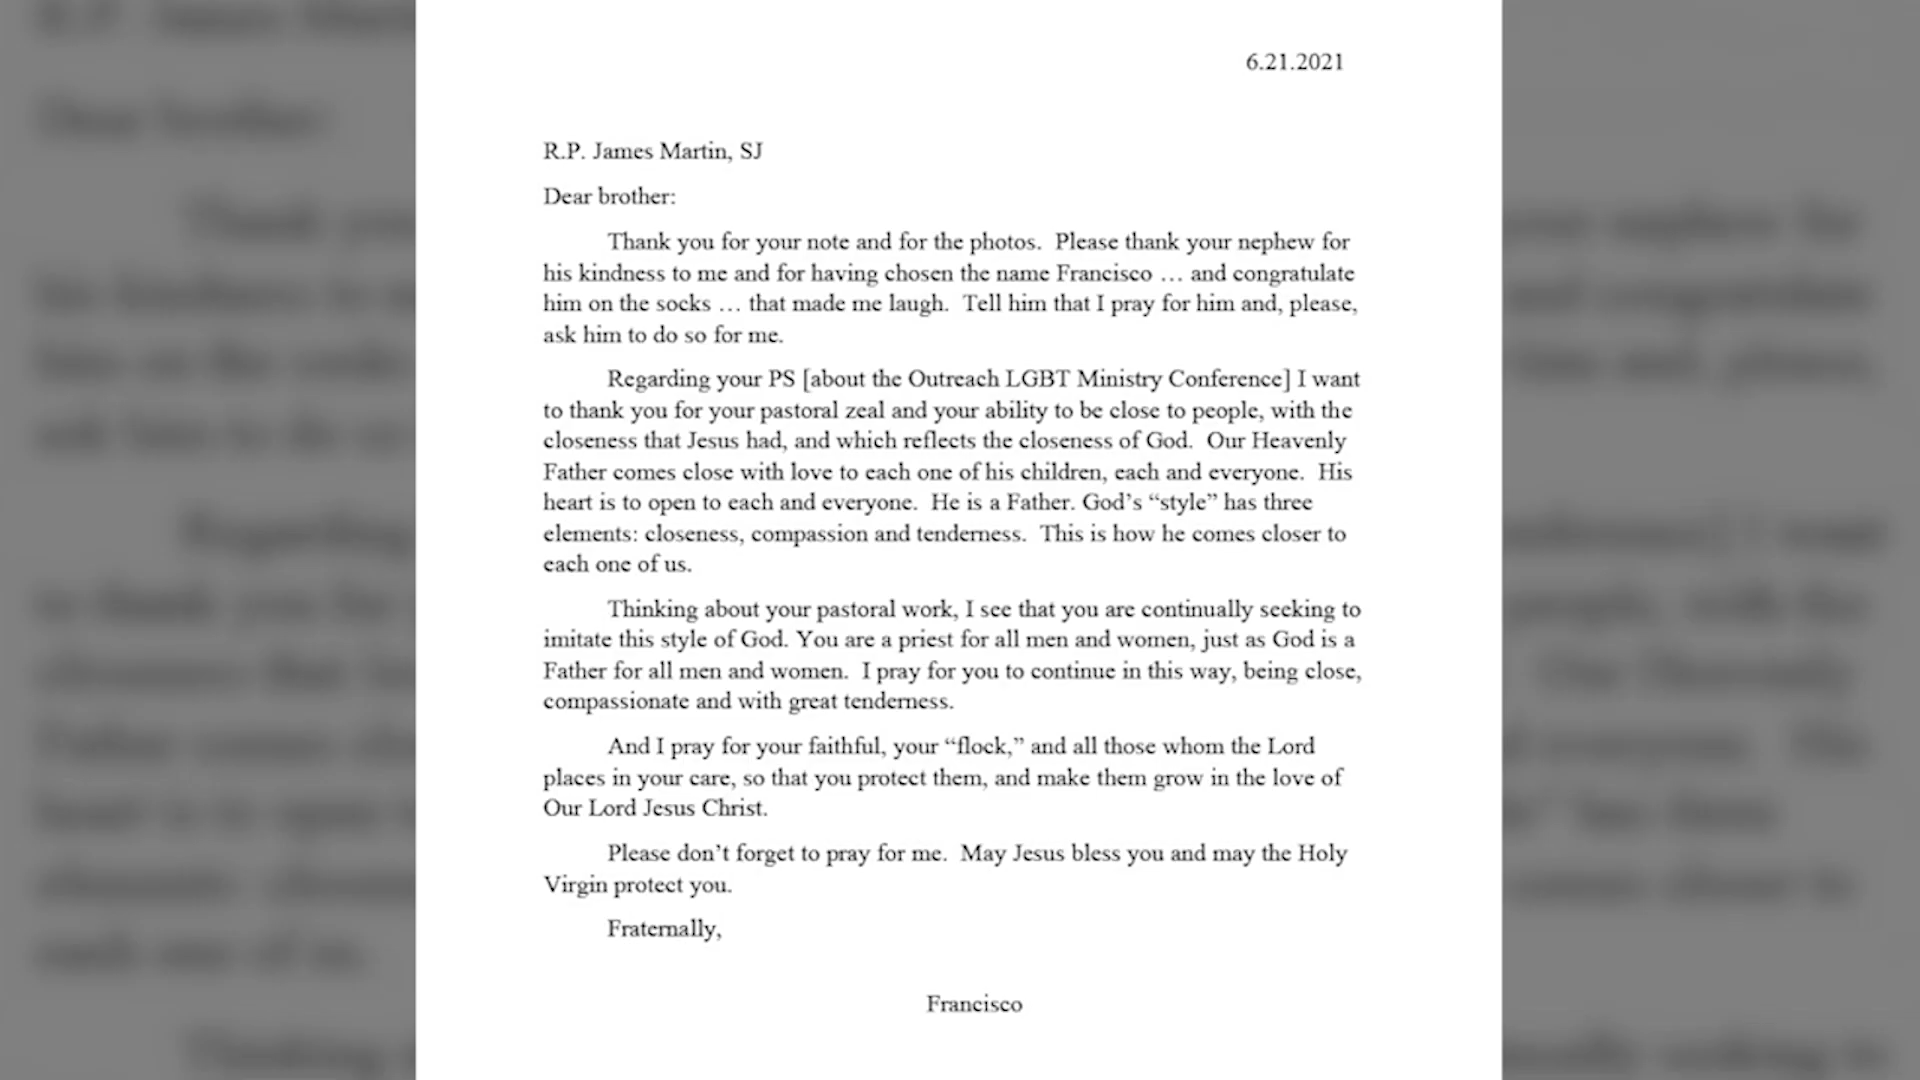 6.21.2021
R.P. James Martin, SJ
Dear brother:
Thank you for your note and for the photos. Please thank your nephew for
his kindness to me and for having chosen the name Francisco … and congratulate
him on the socks … that made me laugh. Tell him that I pray for him and, please,
ask him to do so for me.
Regarding your PS [about the Outreach LGBT Ministry Conference] I want
to thank you for your pastoral zeal and your ability to be close to people, with the
closeness that Jesus had, and which reflects the closeness of God. Our Heavenly
Father comes close with love to each one of his children, each and everyone. His
heart is to open to each and everyone. He is a Father. God’s “style” has three
elements: closeness, compassion and tenderness. This is how he comes closer to
each one of us.
Thinking about your pastoral work, I see that you are continually seeking to
imitate this style of God. You are a priest for all men and women, just as God is a
Father for all men and women. I pray for you to continue in this way, being close,
compassionate and with great tenderness.
And I pray for your faithful, your “flock,” and all those whom the Lord
places in your care, so that you protect them, and make them grow in the love of
Our Lord Jesus Christ.
Please don’t forget to pray for me. May Jesus bless you and may the Holy
Virgin protect you.
Fraternally,
Francisco